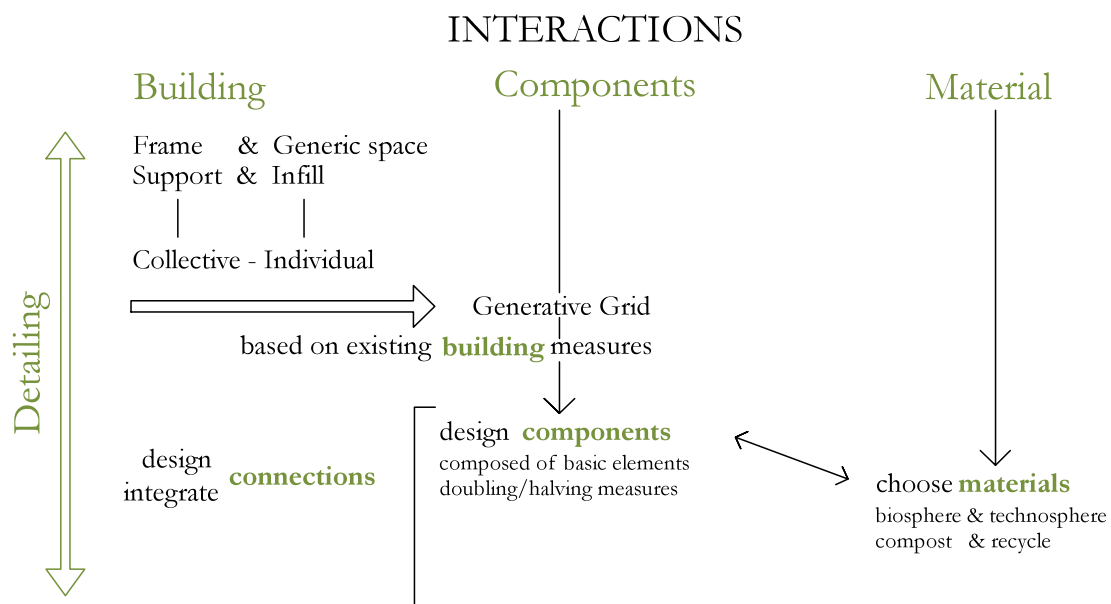 INTERACTIONS
Building
Components
Material
Detailing
Frame & Generic space
Support & Infill
Collective - Individual
Generative Grid
based on existing building measures
design
integrate connections
design components
composed of basic elements
doubling/halving measures
choose materials
biosphere & technosphere
compost & recycle